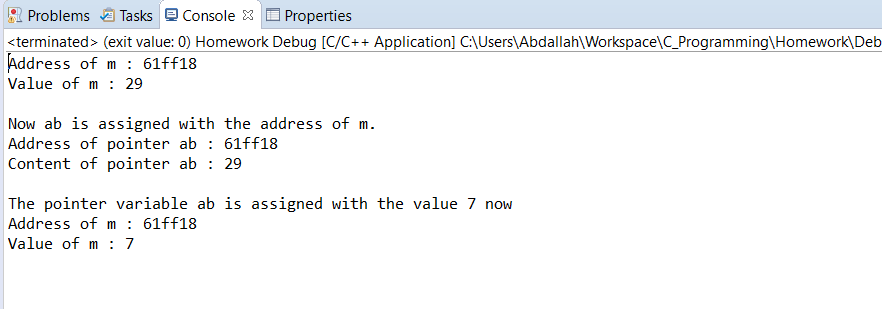 Problems Tasks Console Properties
<terminated> (exit value: 0) Homework Debug [C/C++ Application] C:\Users\Abdallah\Workspace\C_Programming\Homework\Deb
Address of m : 61ff18
Value of m : 29
Now ab is assigned with the address of m.
Address of pointer ab : 61ff18
Content of pointer ab : 29
The pointer variable ab is assigned with the value 7 now
Address of m : 61ff18
Value of m : 7